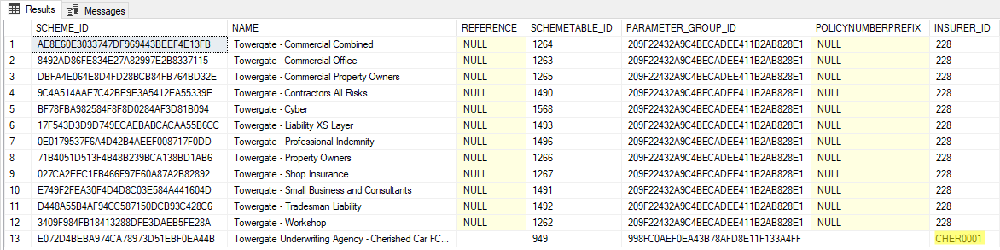 Results Messages
SCHEME_ID NAME REFERENCE SCHEMETABLE_ID PARAMETER_GROUP_ID POLICYNUMBERPREFIX INSURER_ID
1 AE8E60E3033747DF969443BEEF4E13FB Towergate - Commercial Combined NULL 1264 209F22432A9C4BECADEE411B2AB828E1 NULL 228
2 8492AD86FE834E27A82997E2B8337115 Towergate - Commercial Office NULL 1263 209F22432A9C4BECADEE411B2AB828E1 NULL 228
3 DBFA4E064E8D4FD28BCB84FB764BD32E Towergate - Commercial Property Owners NULL 1265 209F22432A9C4BECADEE411B2AB828E1 NULL 228
4 9C4A514AAE7C42BE9E3A5412EA55339E Towergate - Contractors All Risks NULL 1490 209F22432A9C4BECADEE411B2AB828E1 NULL 228
5 BF78FBA982584F8F8D0284AF3D81B094 Towergate - Cyber NULL 1568 209F22432A9C4BECADEE411B2AB828E1 NULL 228
6 17F543D3D9D749ECAEBABCACAA55B6CC Towergate - Liability XS Layer NULL 1493 209F22432A9C4BECADEE411B2AB828E1 NULL 228
7 0E0179537F6A4D42B4AEEF008717F0DD Towergate - Professional Indemnity NULL 1496 209F22432A9C4BECADEE411B2AB828E1 NULL 228
8 71B4051D513F4B48B239BCA138BD1AB6 Towergate - Property Owners NULL 1266 209F22432A9C4BECADEE411B2AB828E1 NULL 228
9 027CA2EEC1FB466F97E60A87A2B82892 Towergate - Shop Insurance NULL 1267 209F22432A9C4BECADEE411B2AB828E1 NULL 228
10 E749F2FEA30F4D4D8C03E584A441604D Towergate - Small Business and Consultants NULL 1491 209F22432A9C4BECADEE411B2AB828E1 NULL 228
11 D448A55B4AF94CC587150DCB93C428C6 Towergate - Tradesman Liability NULL 1492 209F22432A9C4BECADEE411B2AB828E1 NULL 228
12 3409F984FB18413288DFE3DAEB5FE28A Towergate - Workshop NULL 1262 209F22432A9C4BECADEE411B2AB828E1 NULL 228
13 E072D4BEBA974CA78973D51EBF0EA44B Towergate Underwriting Agency - Cherished Car FC... 949 998FC0AEF0EA43B78AFD8E11F133A4FF CHER0001